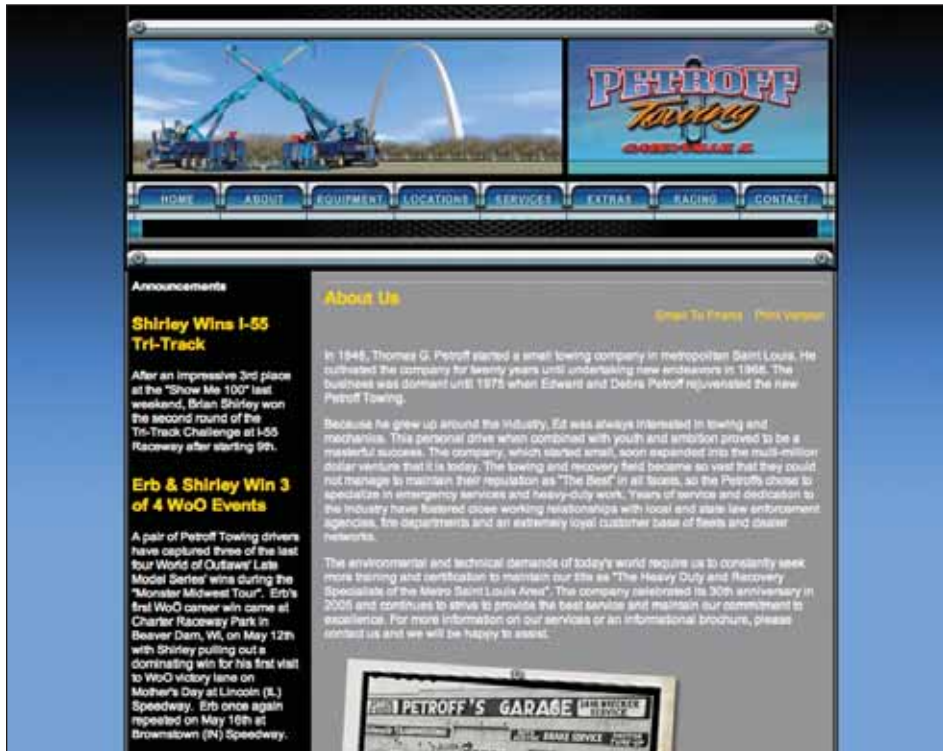 PETROFF
Towing
HOME ABOUT EQUIPMENT LOCATIONS SERVICES EXTRAS RACING CONTACT
Announcements
Shirley Wins I-55
Tri-Track
After an impressive 3rd place
at the "Show Me 100" last
weekend, Brian Shirley won
the second round of the
Tri-Track Challenge at I-55
Raceway after starting 9th.
Erb & Shirley Win 3
of 4 WoO Events
A pair of Petroff Towing drivers
have captured three of the last
four World of Outlaws' Late
Model Series' wins during the
"Monster Midwest Tour". Erb's
first WoO career win came at
Charter Raceway Park in
Beaver Dam, WI, on May 12th
with Shirley pulling out a
dominating win for his first visit
to WoO victory lane on
Mother's Day at Lincoln (IL)
Speedway. Erb once again
repeated on May 16th at
Brownstown (IN) Speedway.
About Us
Email To Friend Print Version
In 1948, Thomas G. Petroff started a small towing company in metropolitan Saint Louis. He
cultivated the company for twenty years until undertaking new endeavors in 1968. The
business was dormant until 1975 when Edward and Debra Petroff rejuvenated the new
Petroff Towing.
Because he grew up around the industry, Ed was always interested in towing and
mechanics. This personal drive when combined with youth and ambition proved to be a
masterful success. The company, which started small, soon expanded into the multi-million
dollar venture that it is today. The towing and recovery field became so vast that they could
not manage to maintain their reputation as "The Best" in all facets, so the Petroffs chose to
specialize in emergency services and heavy-duty work. Years of service and dedication to
the industry have fostered close working relationships with local and state law enforcement
agencies, fire departments and an extremely loyal customer base of fleets and dealer
networks.
The environmental and technical demands of today's world require us to constantly seek
more training and certification to maintain our title as "The Heavy Duty and Recovery
Specialists of the Metro Saint Louis Area". The company celebrated its 30th anniversary in
2005 and continues to strive to provide the best service and maintain our commitment to
excellence. For more information on our services or an informational brochure, please
contact us and we will be happy to assist.
PETROFF'S GARAGE
SERVICE
BRAKE SERVICE